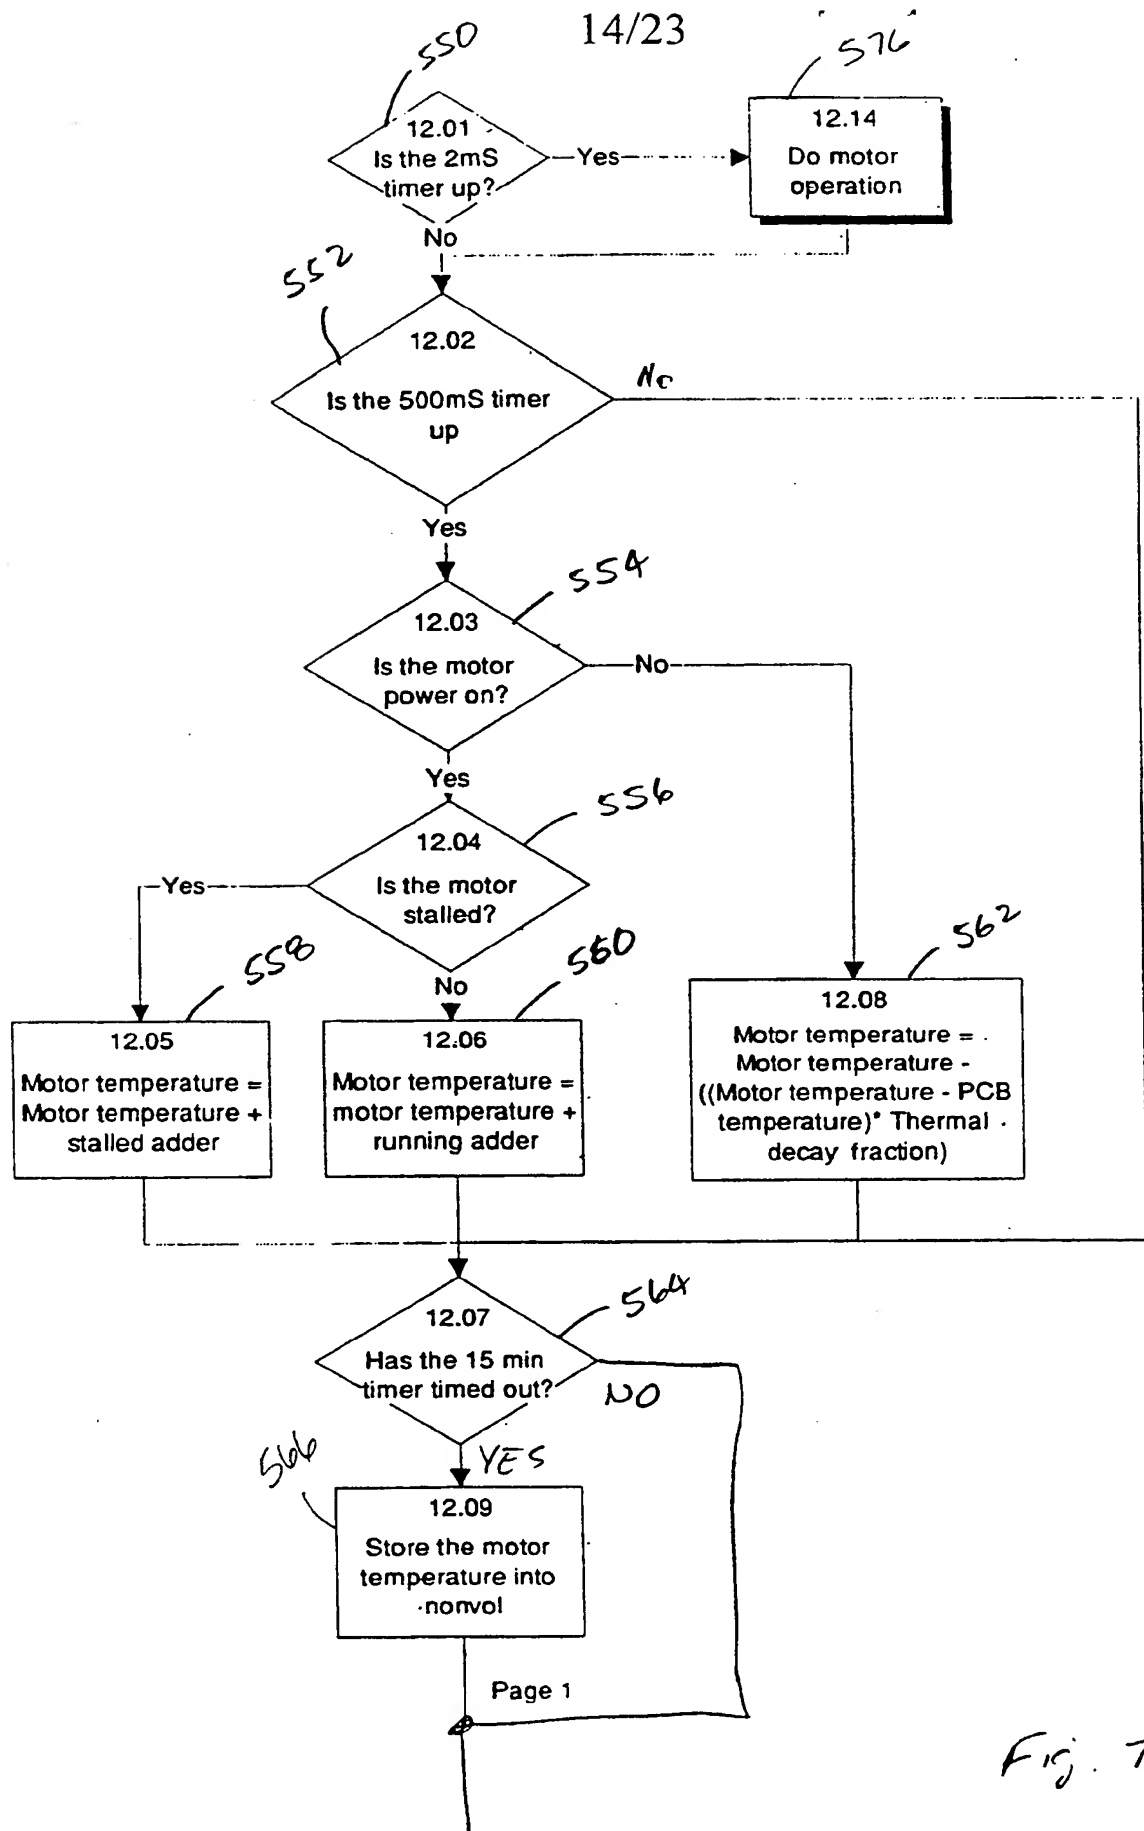 14/23
550
576
12.01
Is the 2mS
timer up?
Yes
12.14
Do motor
operation
No
552
12.02
Is the 500mS timer
up
No
Yes
554
12.03
Is the motor
power on?
No
Yes
556
12.04
Is the motor
stalled?
Yes
558
560
562
No
12.05
Motor temperature =
Motor temperature +
stalled adder
12.06
Motor temperature =
motor temperature +
running adder
12.08
Motor temperature =
Motor temperature -
((Motor temperature - PCB
temperature)* Thermal
decay fraction)
564
12.07
Has the 15 min
timer timed out?
NO
YES
566
12.09
Store the motor
temperature into
nonvol
Page 1
Fig. 7